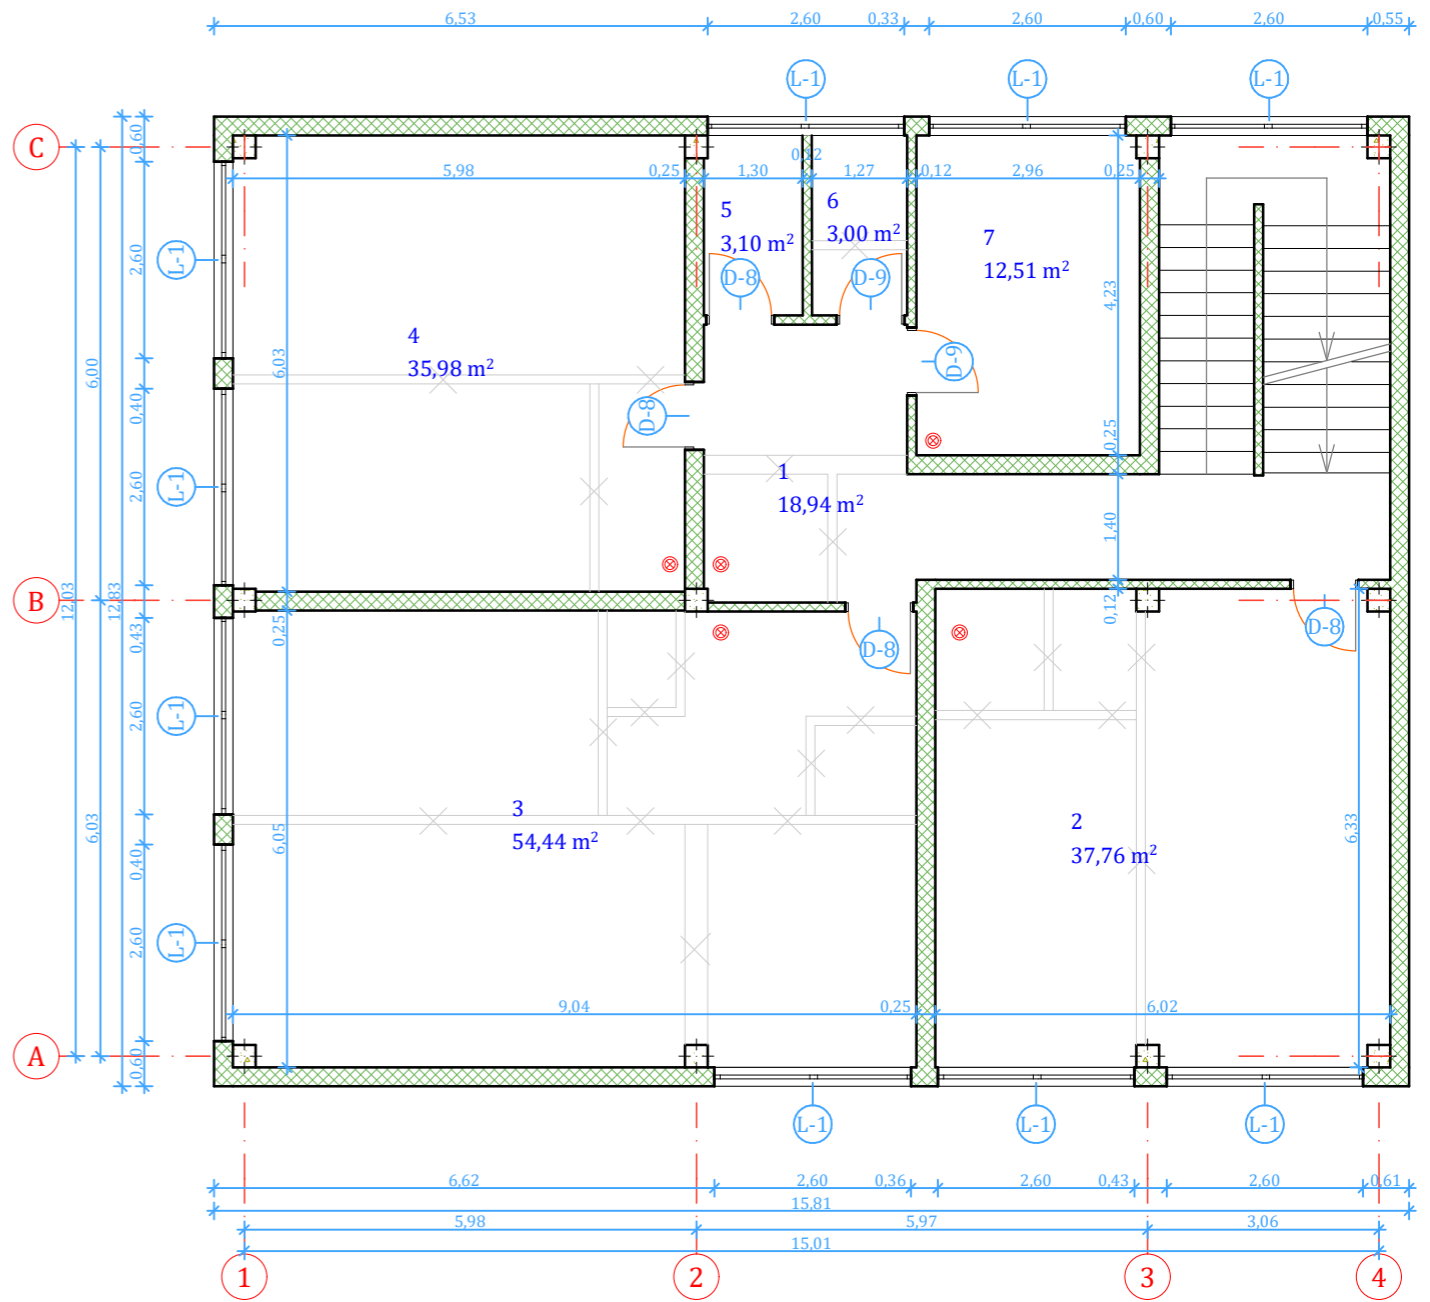 6,53 2,60 0,33 2,60 0,60 2,60 0,55
L-1 L-1 L-1
C
0,60
0,12
5,98 0,25 1,30 1,27 0,12 2,96 0,25
5 6
3,10 m² 3,00 m²
7
12,51 m²
L-1
2,60
D-8 D-9
4,23
4
35,98 m²
6,00
6,03
D-9
0,40
D-8
0,25
1
18,94 m²
L-1
2,60
1,40
B
12,03
12,83
0,43
0,25
0,12
D-8
D-8
L-1
2,60
3
54,44 m²
2
37,76 m²
6,03
6,05
6,33
0,40
L-1
2,60
9,04 0,25 6,02
A
0,60
L-1 L-1 L-1
6,62 2,60 0,36 2,60 0,43 2,60 0,61
15,81
5,98 5,97 3,06
15,01
1 2 3 4